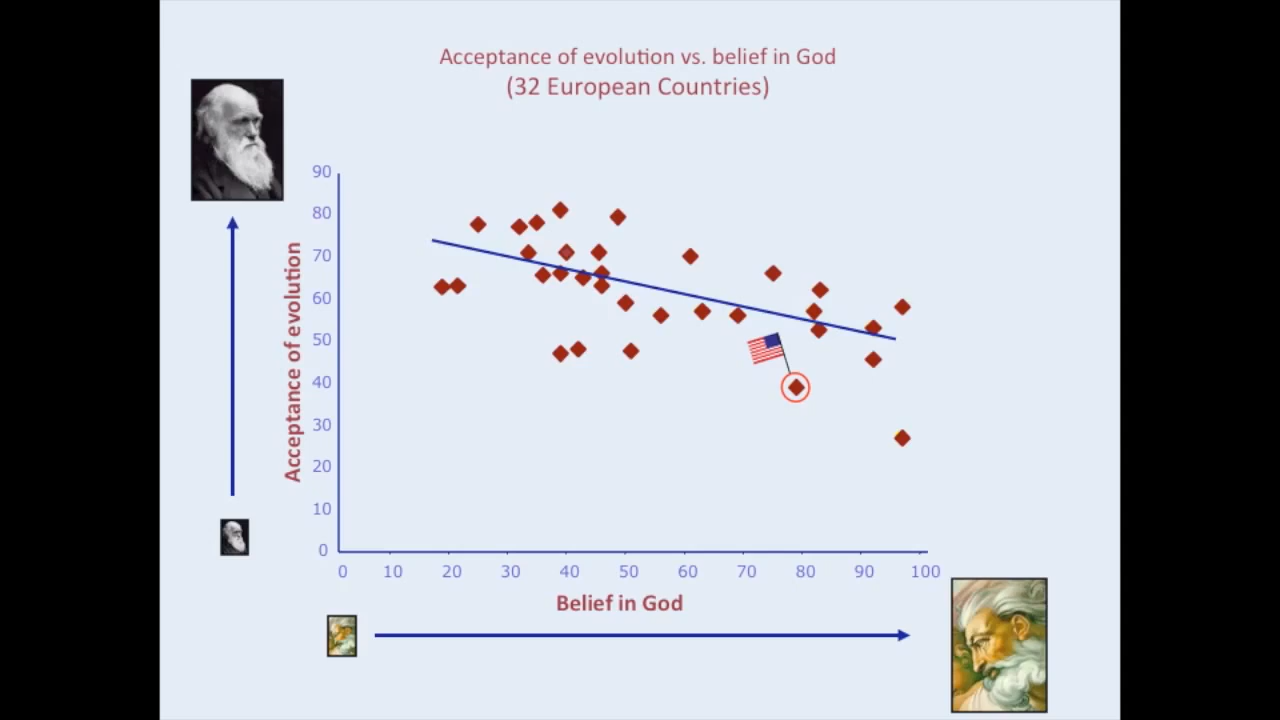 Acceptance of evolution vs. belief in God
(32 European Countries)
90
80
70
60
50
40
30
20
10
0
Acceptance of evolution
0 10 20 30 40 50 60 70 80 90 100
Belief in God